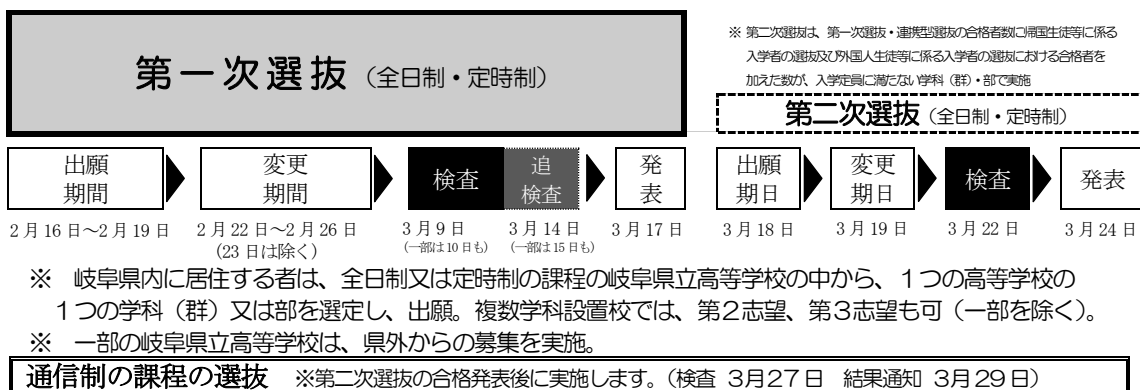 第一次選抜（全日制・定時制）
※ 第二次選抜は、第一次選抜・連携型選抜の合格者数に帰国生徒等に係る
入学者の選抜及び外国人生徒等に係る入学者の選抜における合格者を
加えた数が、入学定員に満たない学科（群）・部で実施
第二次選抜（全日制・定時制）
出願
期間
変更
期間
検査
追
検査
発
表
出願
期日
変更
期日
検査
発表
2月16日～2月19日
2月22日～2月26日
(23日は除く)
3月9日
(一部は10日も)
3月14日
(一部は15日も)
3月17日
3月18日
3月19日
3月22日
3月24日
※ 岐阜県内に居住する者は、全日制又は定時制の課程の岐阜県立高等学校の中から、１つの高等学校の
１つの学科（群）又は部を選定し、出願。複数学科設置校では、第２志望、第３志望も可（一部を除く）。
※ 一部の岐阜県立高等学校は、県外からの募集を実施。
通信制の課程の選抜 ※第二次選抜の合格発表後に実施します。（検査 3月27日 結果通知 3月29日）